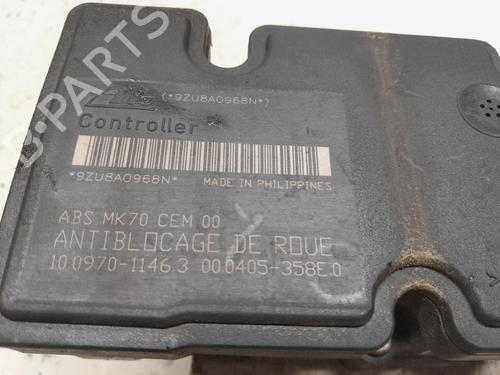 B-PARTS
ATE (*9ZU8A0968N*)
Controller
*9ZU8A0968N* MADE IN PHILIPPINES
ABS MK70 CEM 00
ANTIBLOCAGE DE ROUE
10.0970-1146.3 00.0405-358E.0